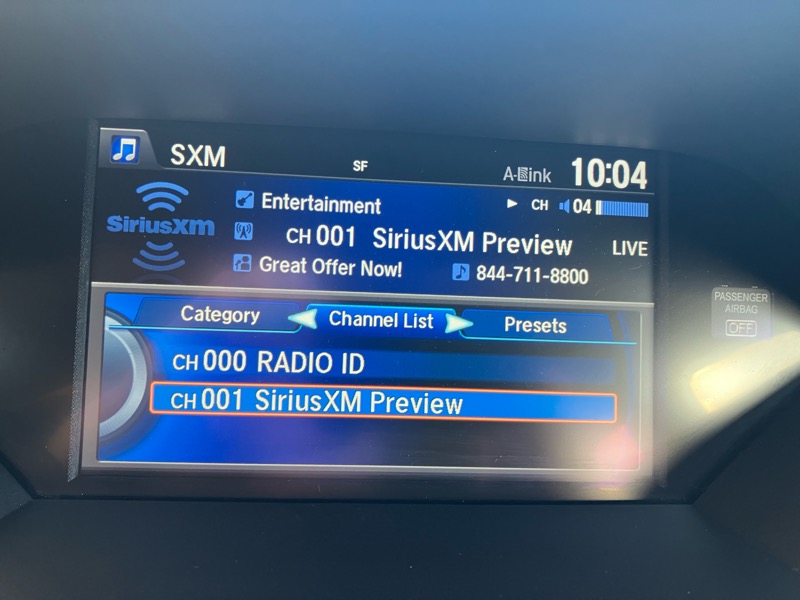 SXM SF A-Link 10:04
Entertainment CH 04
SiriusXM
CH 001 SiriusXM Preview LIVE
Great Offer Now! 844-711-8800
PASSENGER
AIRBAG
OFF
Category Channel List Presets
CH 000 RADIO ID
CH 001 SiriusXM Preview